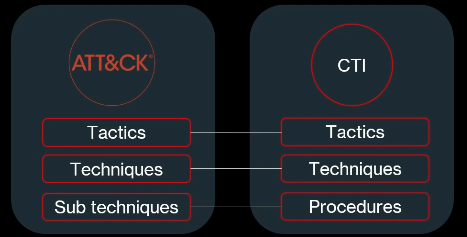 ATT&CK®
CTI
Tactics
Tactics
Techniques
Techniques
Sub techniques
Procedures